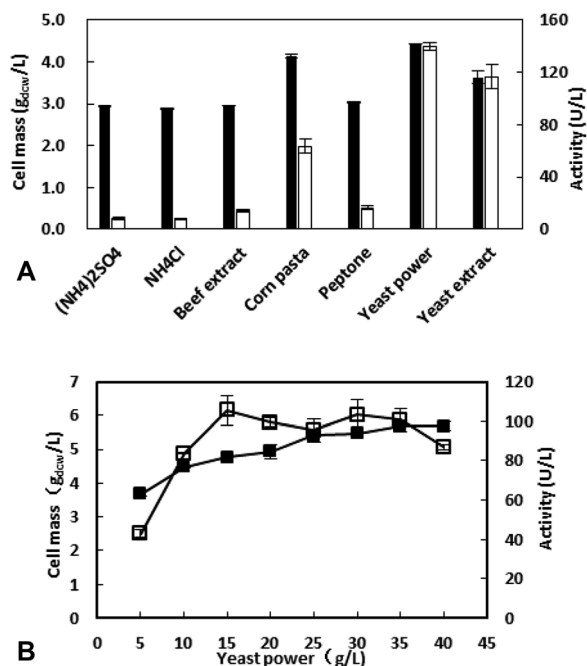 5.0
4.0
3.0
2.0
1.0
0.0
Cell mass (gdcw/L)
160
120
80
40
0
Activity (U/L)
(NH4)2SO4
NH4Cl
Beef extract
Corn pasta
Peptone
Yeast power
Yeast extract
A
7
6
5
4
3
2
1
0
Cell mass (gdcw/L)
120
100
80
60
40
20
0
Activity (U/L)
0 5 10 15 20 25 30 35 40 45
Yeast power (g/L)
B